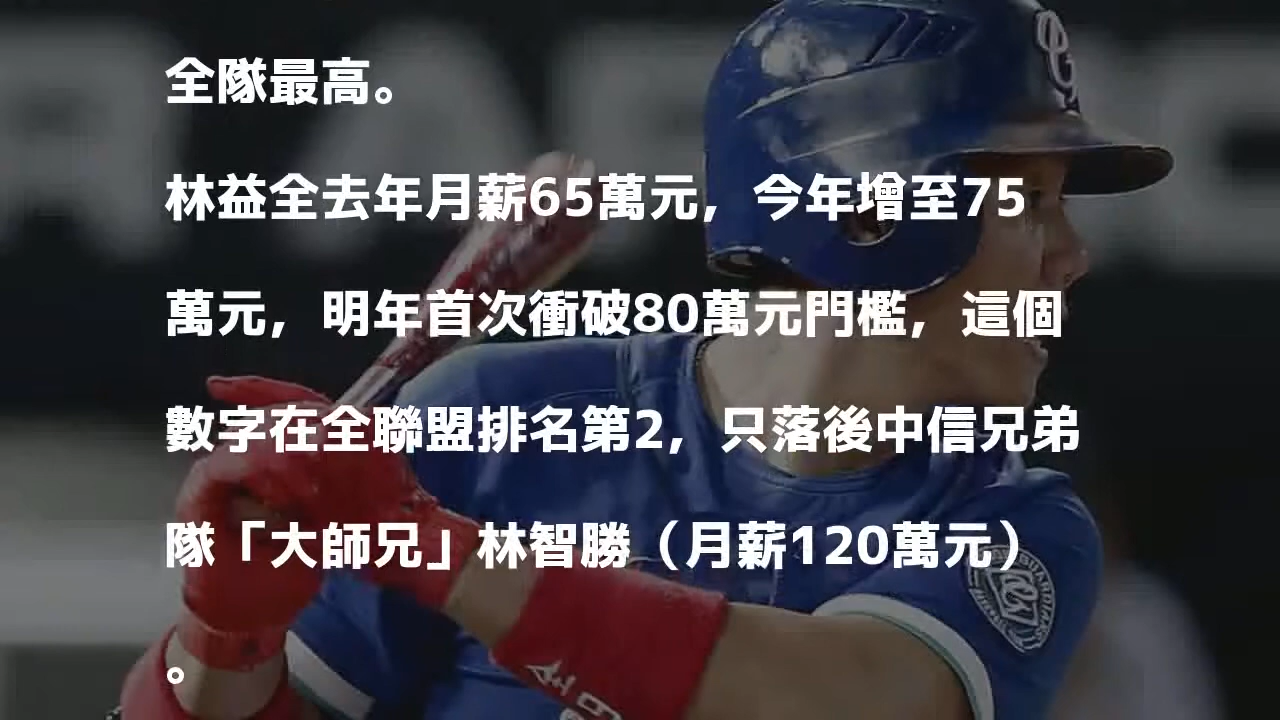 全隊最高。
林益全去年月薪65萬元，今年增至75
萬元，明年首次衝破80萬元門檻，這個
數字在全聯盟排名第2，只落後中信兄弟
隊「大師兄」林智勝（月薪120萬元）
。